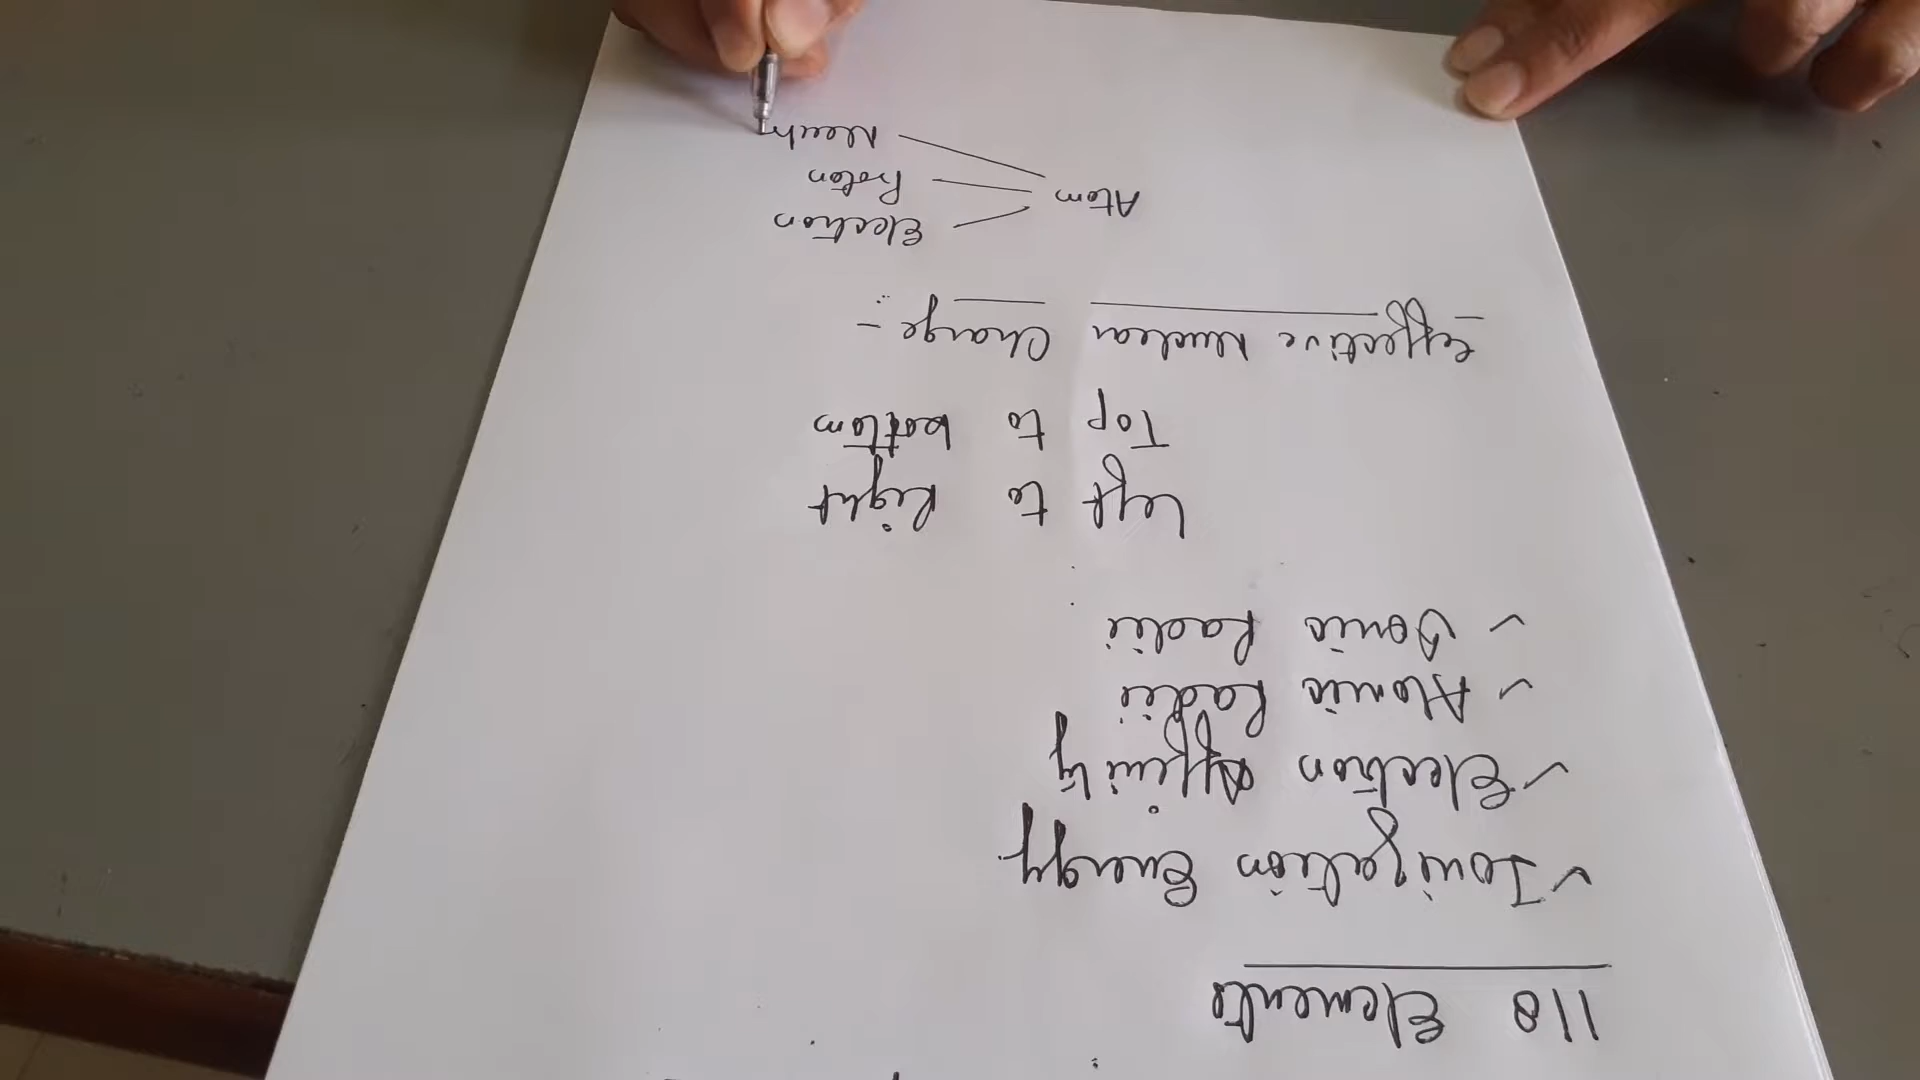 118 Elements
✓ Ionization Energy
✓ Electron Affinity
✓ Atomic Radii
✓ Ionic Radii
Left to Right
Top to bottom
Effective Nuclear Charge :-
Atom
Electron
Proton
Neutr